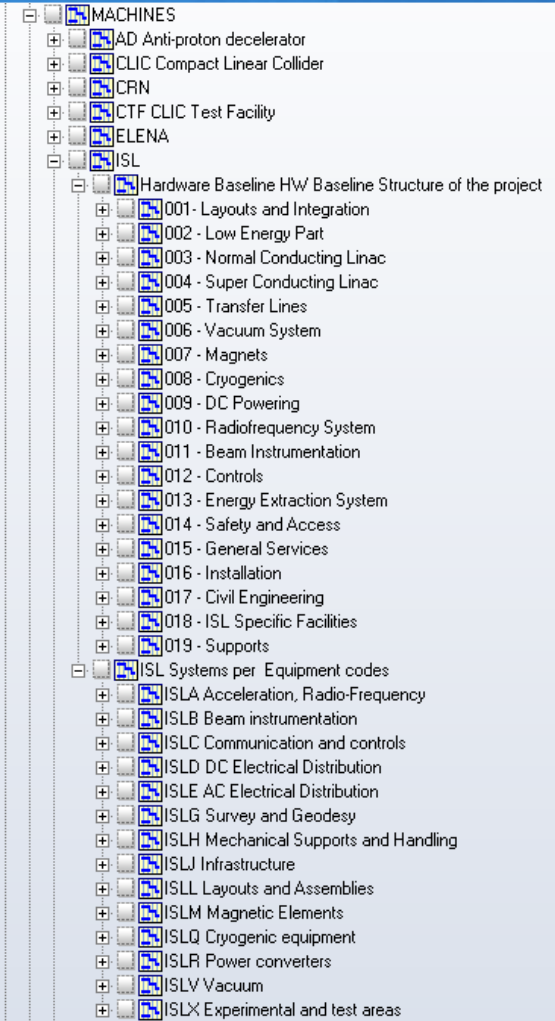 MACHINES
AD Anti-proton decelerator
CLIC Compact Linear Collider
CRN
CTF CLIC Test Facility
ELENA
ISL
Hardware Baseline HW Baseline Structure of the project
001- Layouts and Integration
002 - Low Energy Part
003 - Normal Conducting Linac
004 - Super Conducting Linac
005 - Transfer Lines
006 - Vacuum System
007 - Magnets
008 - Cryogenics
009 - DC Powering
010 - Radiofrequency System
011 - Beam Instrumentation
012 - Controls
013 - Energy Extraction System
014 - Safety and Access
015 - General Services
016 - Installation
017 - Civil Engineering
018 - ISL Specific Facilities
019 - Supports
ISL Systems per Equipment codes
ISLA Acceleration, Radio-Frequency
ISLB Beam instrumentation
ISLC Communication and controls
ISLD DC Electrical Distribution
ISLE AC Electrical Distribution
ISLG Survey and Geodesy
ISLH Mechanical Supports and Handling
ISLJ Infrastructure
ISLL Layouts and Assemblies
ISLM Magnetic Elements
ISLQ Cryogenic equipment
ISLR Power converters
ISLV Vacuum
ISLX Experimental and test areas